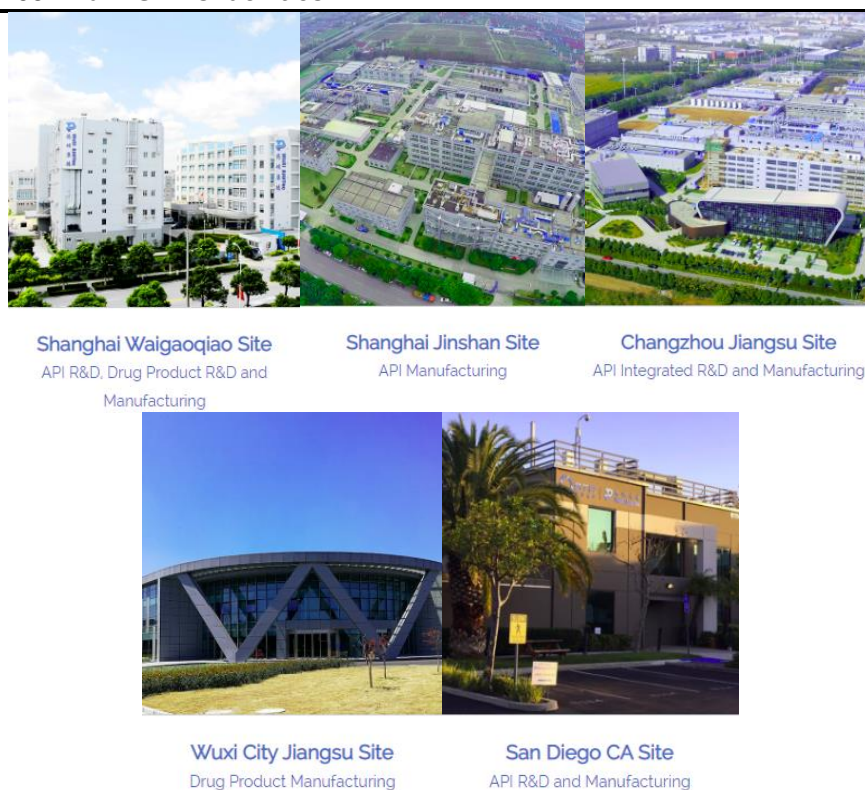 Shanghai Waigaoqiao Site
API R&D, Drug Product R&D and
Manufacturing
Shanghai Jinshan Site
API Manufacturing
Changzhou Jiangsu Site
API Integrated R&D and Manufacturing
Wuxi City Jiangsu Site
Drug Product Manufacturing
San Diego CA Site
API R&D and Manufacturing